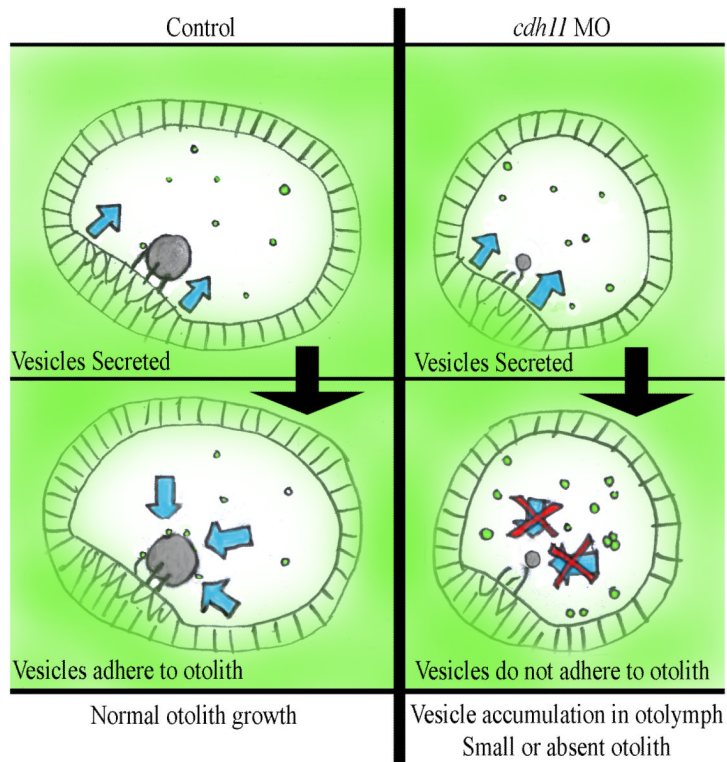 Control
cdh11 MO
Vesicles Secreted
Vesicles Secreted
Vesicles adhere to otolith
Vesicles do not adhere to otolith
Normal otolith growth
Vesicle accumulation in otolymph
Small or absent otolith